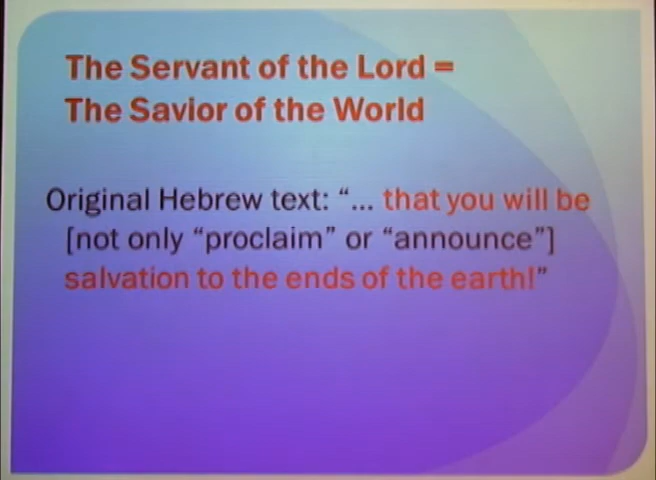 The Servant of the Lord =
The Savior of the World
Original Hebrew text: “... that you will be
[not only “proclaim” or “announce”]
salvation to the ends of the earth!”